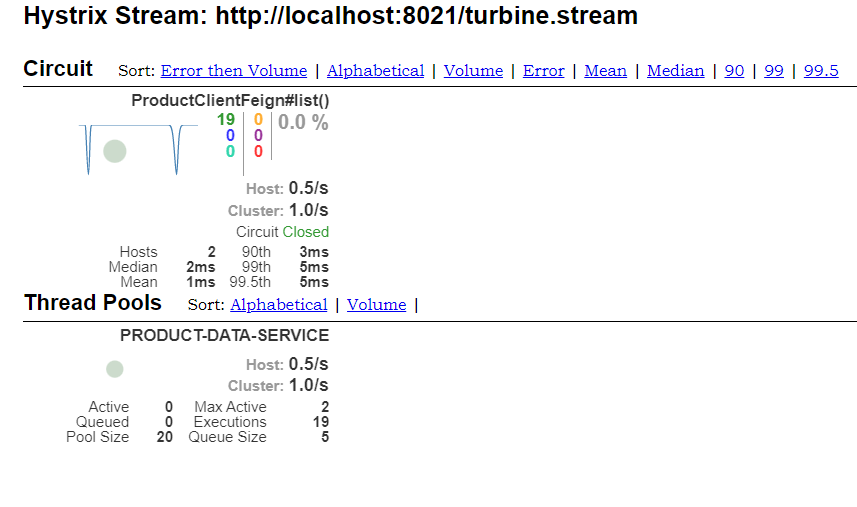 Hystrix Stream: http://localhost:8021/turbine.stream
Circuit Sort: Error then Volume | Alphabetical | Volume | Error | Mean | Median | 90 | 99 | 99.5
ProductClientFeign#list()
19 0 0.0 %
0 0
0 0
Host: 0.5/s
Cluster: 1.0/s
Circuit Closed
Hosts 2 90th 3ms
Median 2ms 99th 5ms
Mean 1ms 99.5th 5ms
Thread Pools Sort: Alphabetical | Volume |
PRODUCT-DATA-SERVICE
Host: 0.5/s
Cluster: 1.0/s
Active 0 Max Active 2
Queued 0 Executions 19
Pool Size 20 Queue Size 5